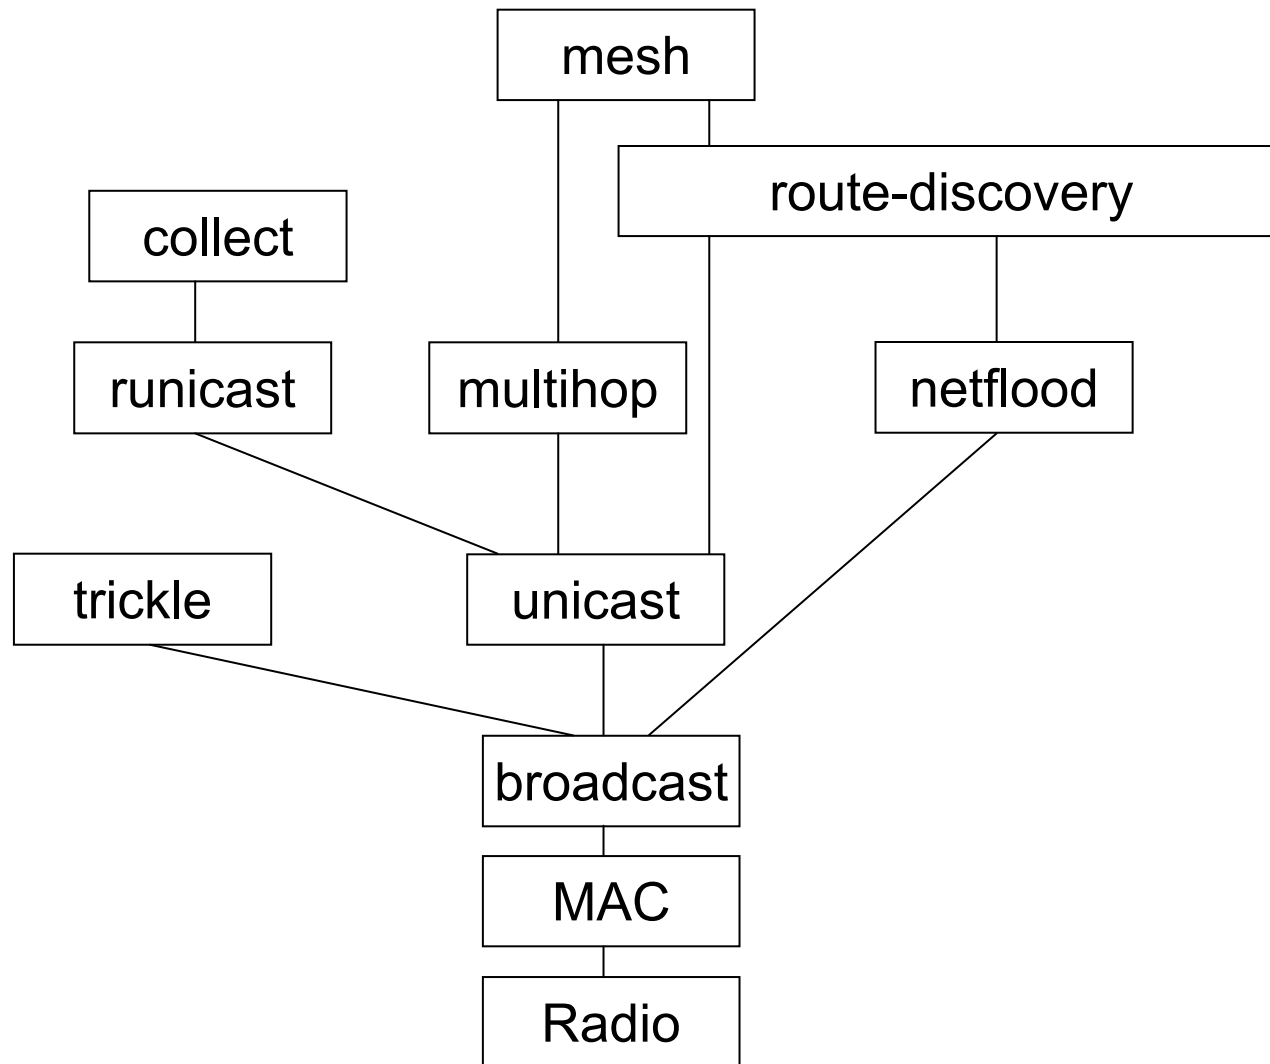 mesh
route-discovery
collect
runicast
multihop
netflood
trickle
unicast
broadcast
MAC
Radio